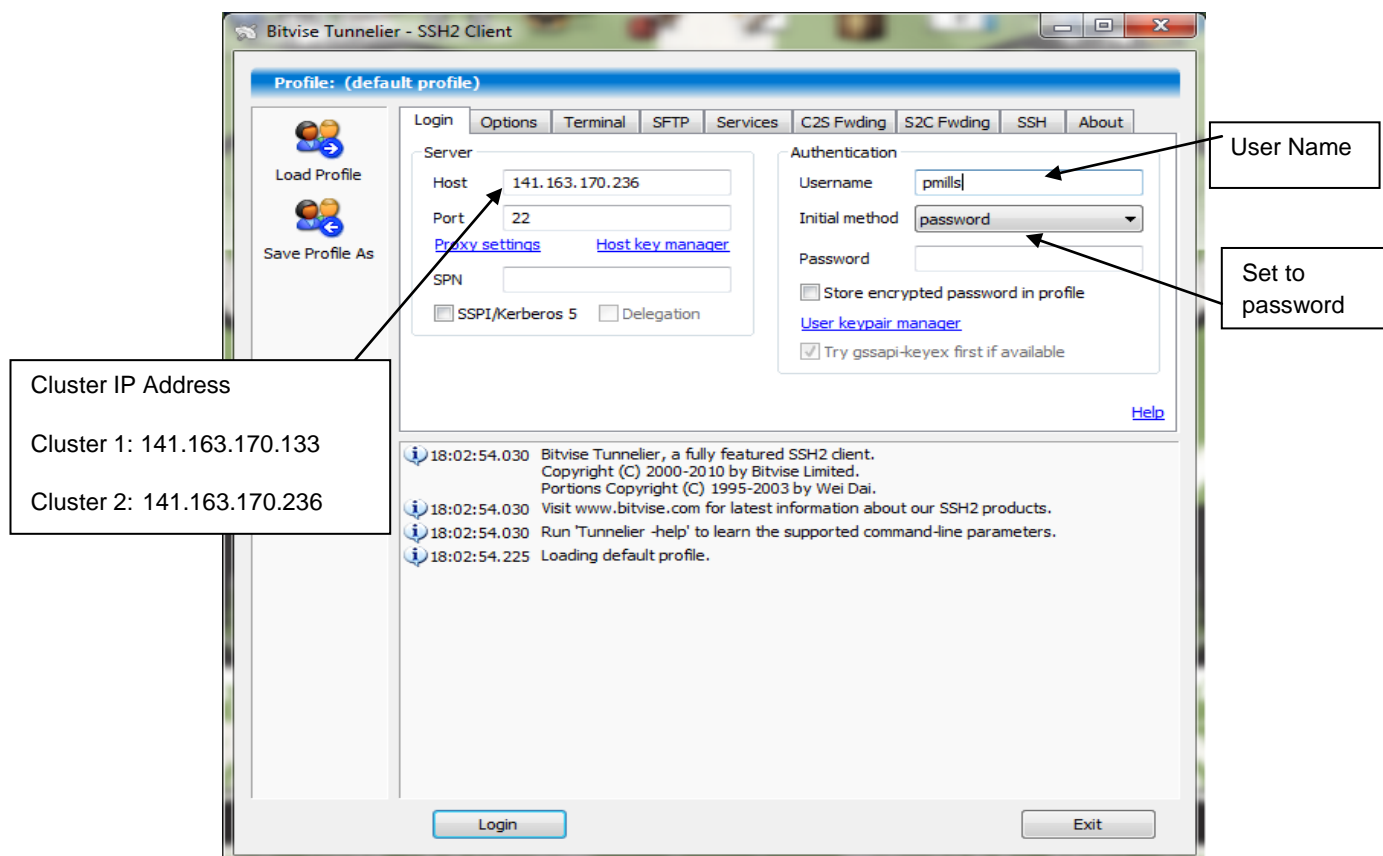 Bitvise Tunnelier - SSH2 Client
Profile: (default profile)
Load Profile
Save Profile As
Login Options Terminal SFTP Services C2S Fwding S2C Fwding SSH About
Server
Host 141.163.170.236
Port 22
Proxy settings Host key manager
SPN
SSPI/Kerberos 5 Delegation
Authentication
Username pmills
Initial method password
Password
Store encrypted password in profile
User keypair manager
Try gssapi-keyex first if available
Help
User Name
Set to
password
Cluster IP Address
Cluster 1: 141.163.170.133
Cluster 2: 141.163.170.236
18:02:54.030 Bitvise Tunnelier, a fully featured SSH2 client.
Copyright (C) 2000-2010 by Bitvise Limited.
Portions Copyright (C) 1995-2003 by Wei Dai.
18:02:54.030 Visit www.bitvise.com for latest information about our SSH2 products.
18:02:54.030 Run 'Tunnelier -help' to learn the supported command-line parameters.
18:02:54.225 Loading default profile.
Login
Exit